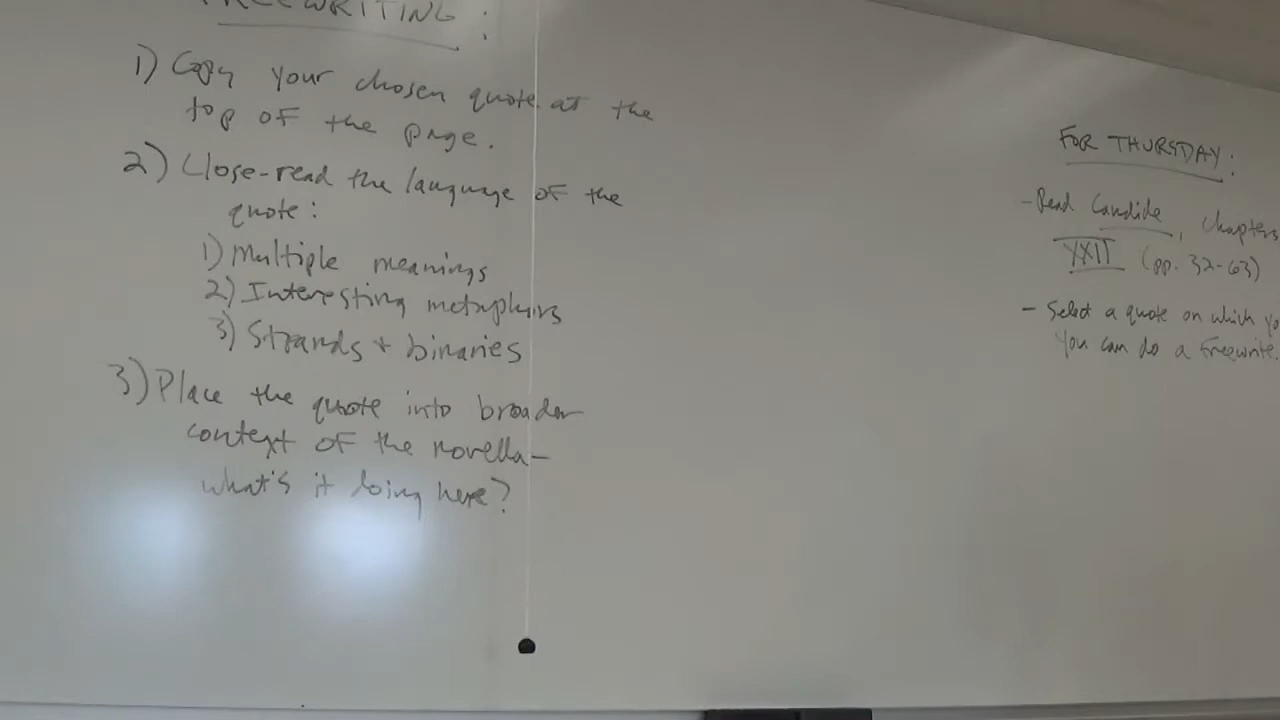 FREEWRITING:
1) Copy your chosen quote at the
top of the page.
2) Close-read the language of the
quote:
1) Multiple meanings
2) Interesting metaphors
3) Strands + binaries
3) Place the quote into broader
context of the novella—
what's it doing here?
FOR THURSDAY:
- Read Candide, chapters
XXII (pp. 32-63)
- Select a quote on which yo
you can do a freewrite.